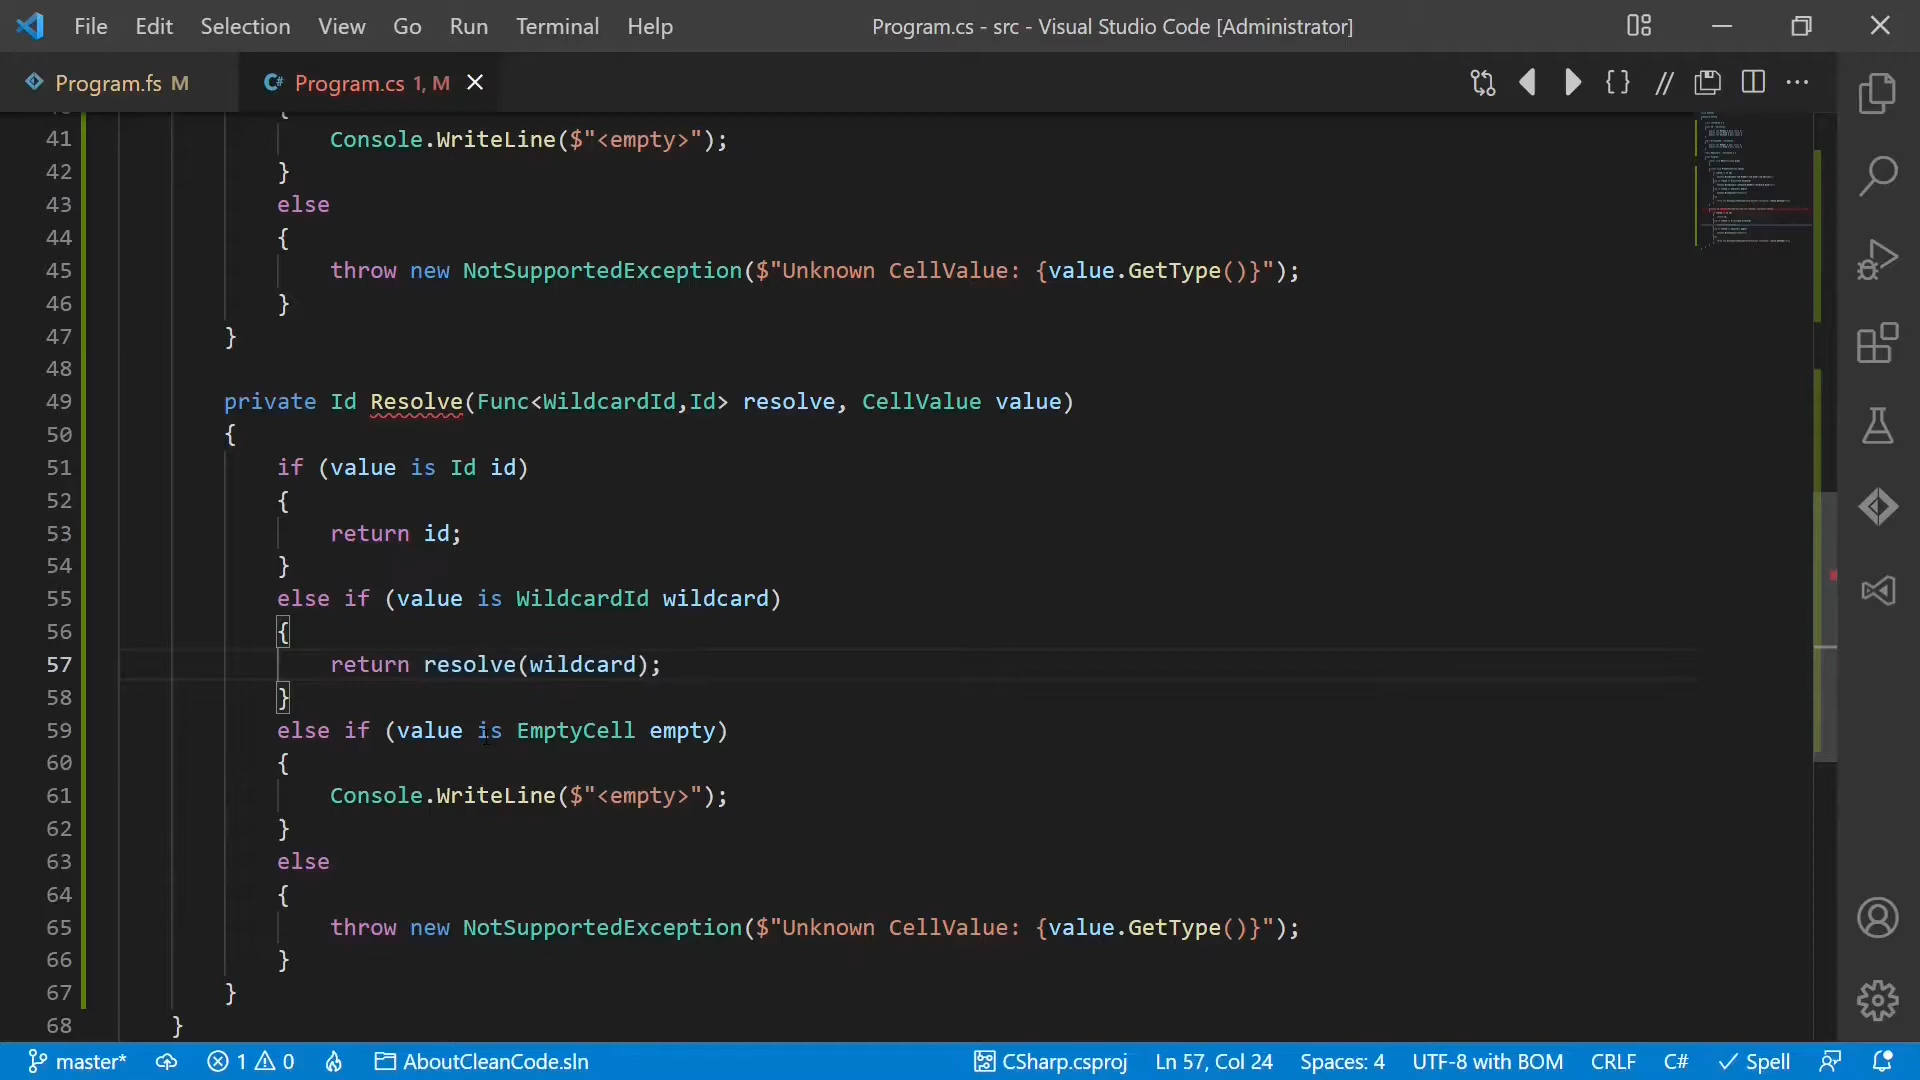 File Edit Selection View Go Run Terminal Help Program.cs - src - Visual Studio Code [Administrator]
Program.fs M C# Program.cs 1, M
41 Console.WriteLine($"<empty>");
42 }
43 else
44 {
45 throw new NotSupportedException($"Unknown CellValue: {value.GetType()}");
46 }
47 }
48
49 private Id Resolve(Func<WildcardId,Id> resolve, CellValue value)
50 {
51 if (value is Id id)
52 {
53 return id;
54 }
55 else if (value is WildcardId wildcard)
56 {
57 return resolve(wildcard);
58 }
59 else if (value is EmptyCell empty)
60 {
61 Console.WriteLine($"<empty>");
62 }
63 else
64 {
65 throw new NotSupportedException($"Unknown CellValue: {value.GetType()}");
66 }
67 }
68 }
master* 1 0 AboutCleanCode.sln CSharp.csproj Ln 57, Col 24 Spaces: 4 UTF-8 with BOM CRLF C# Spell